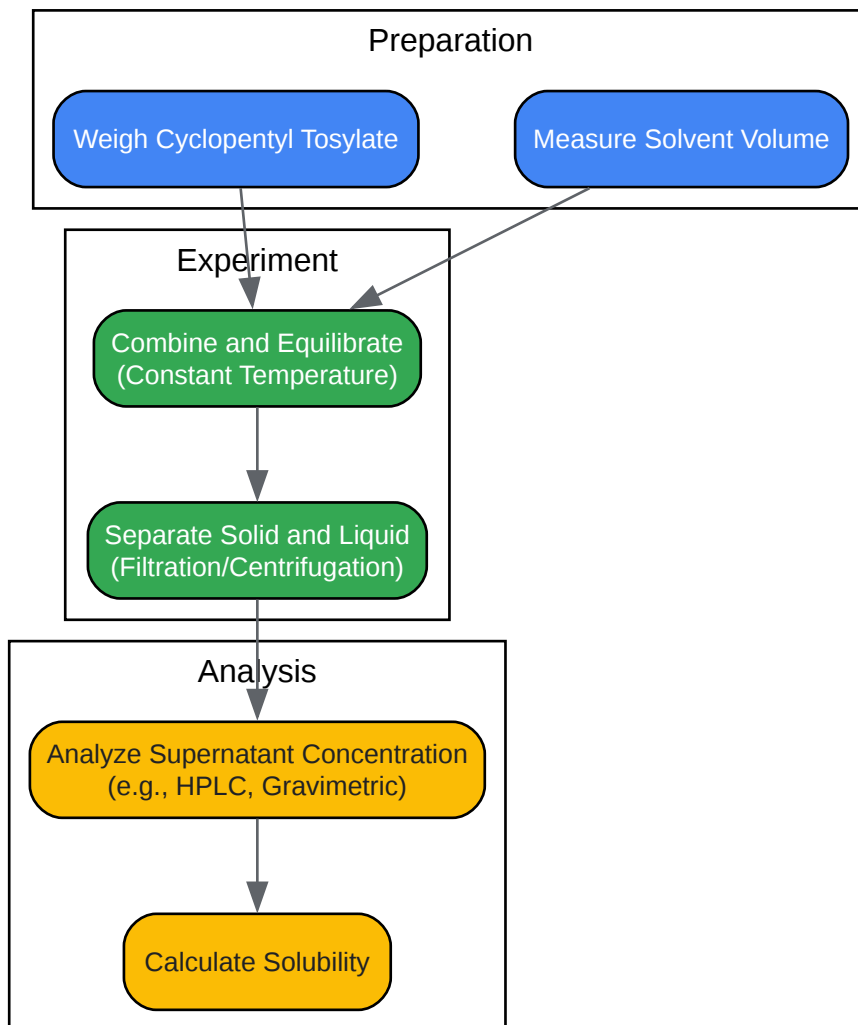 Preparation
Weigh Cyclopentyl Tosylate
Measure Solvent Volume
Experiment
Combine and Equilibrate
(Constant Temperature)
Separate Solid and Liquid
(Filtration/Centrifugation)
Analysis
Analyze Supernatant Concentration
(e.g., HPLC, Gravimetric)
Calculate Solubility